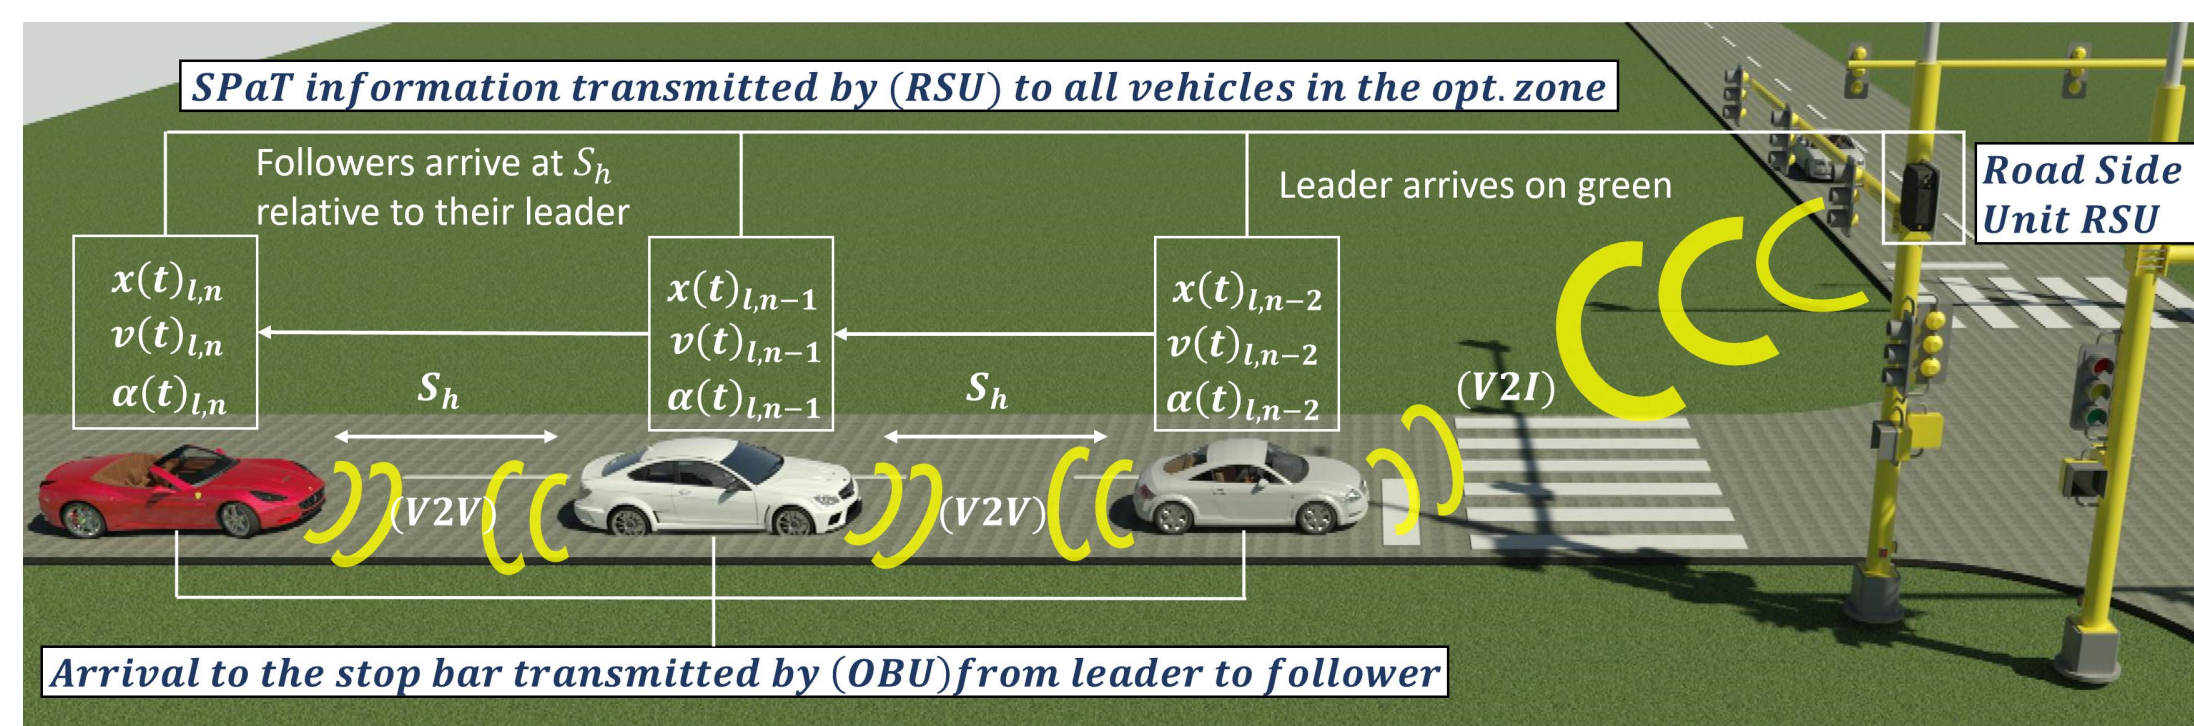 SPaT information transmitted by (RSU) to all vehicles in the opt. zone
Followers arrive at S_h
relative to their leader
Leader arrives on green
Road Side
Unit RSU
x(t)_{l,n}
v(t)_{l,n}
α(t)_{l,n}
x(t)_{l,n−1}
v(t)_{l,n−1}
α(t)_{l,n−1}
x(t)_{l,n−2}
v(t)_{l,n−2}
α(t)_{l,n−2}
S_h
S_h
(V2I)
(V2V)
(V2V)
Arrival to the stop bar transmitted by (OBU)from leader to follower